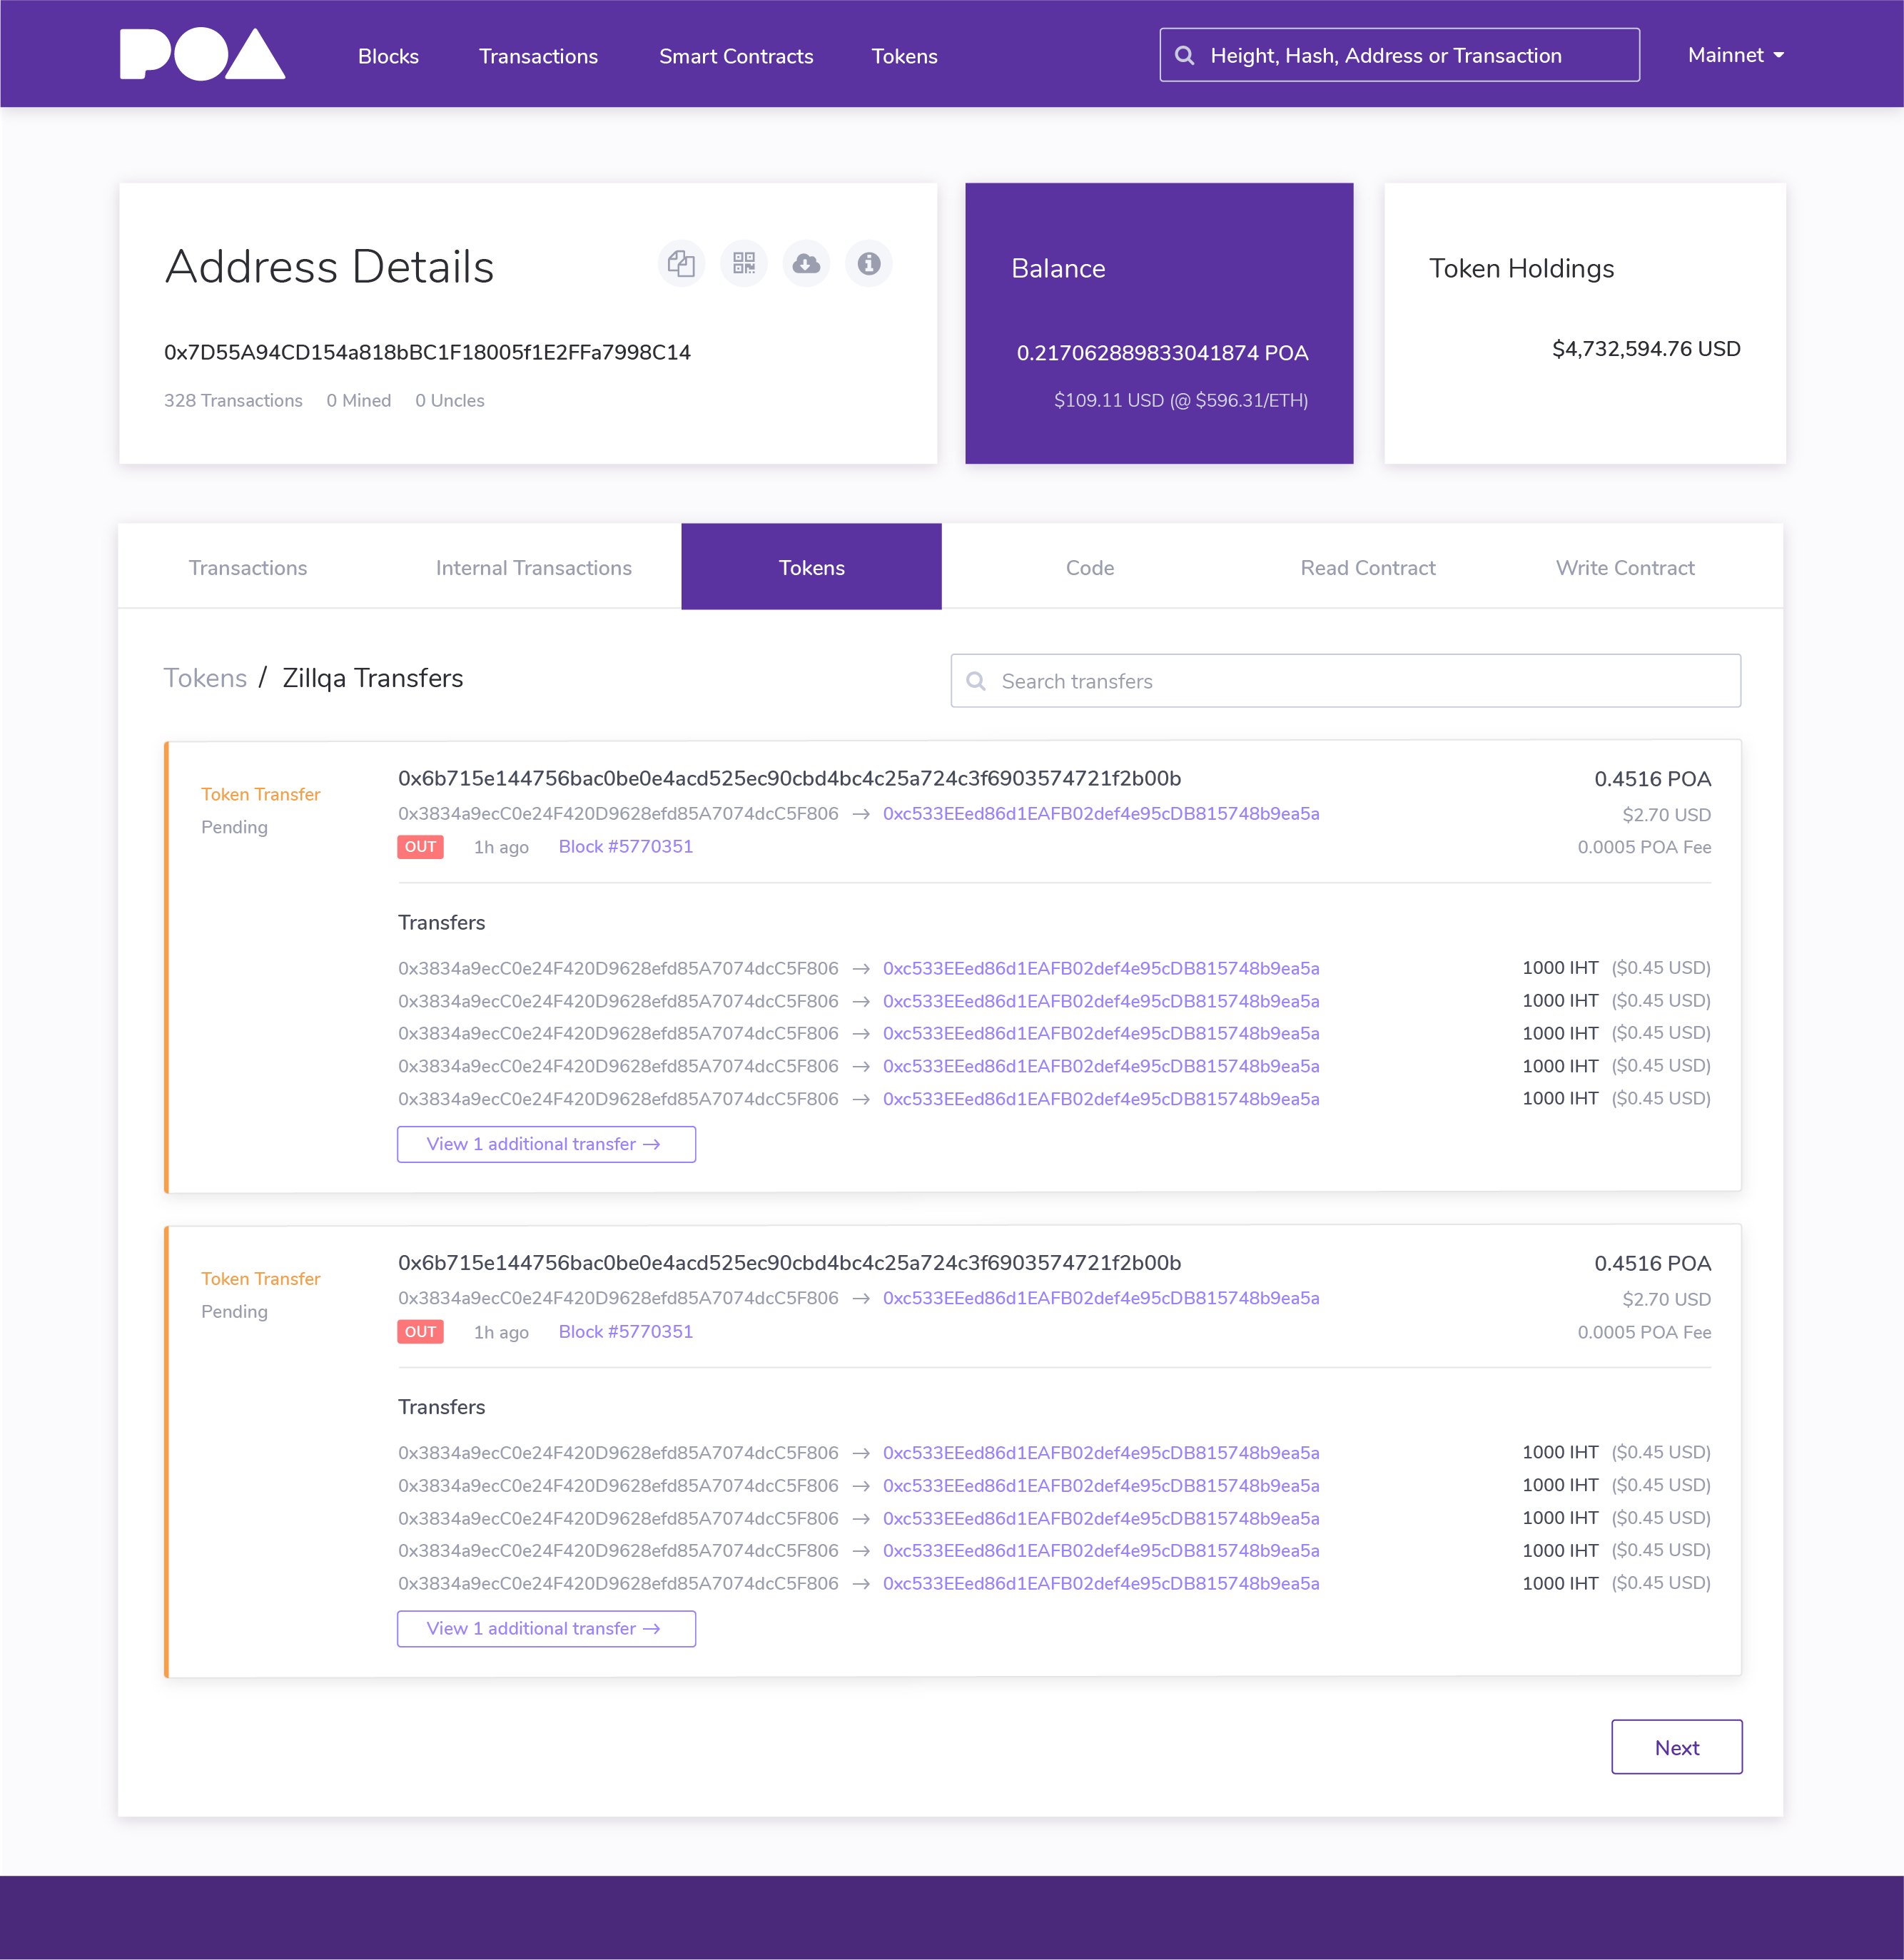 POA Blocks Transactions Smart Contracts Tokens Height, Hash, Address or Transaction Mainnet
Address Details
0x7D55A94CD154a818bBC1F18005f1E2FFa7998C14
328 Transactions 0 Mined 0 Uncles
Balance
0.217062889833041874 POA
$109.11 USD (@ $596.31/ETH)
Token Holdings
$4,732,594.76 USD
Transactions Internal Transactions Tokens Code Read Contract Write Contract
Tokens / Zillqa Transfers Search transfers
Token Transfer
Pending
0x6b715e144756bac0be0e4acd525ec90cbd4bc4c25a724c3f6903574721f2b00b 0.4516 POA
0x3834a9ecC0e24F420D9628efd85A7074dcC5F806 → 0xc533EEed86d1EAFB02def4e95cDB815748b9ea5a $2.70 USD
OUT 1h ago Block #5770351 0.0005 POA Fee
Transfers
0x3834a9ecC0e24F420D9628efd85A7074dcC5F806 → 0xc533EEed86d1EAFB02def4e95cDB815748b9ea5a 1000 IHT ($0.45 USD)
0x3834a9ecC0e24F420D9628efd85A7074dcC5F806 → 0xc533EEed86d1EAFB02def4e95cDB815748b9ea5a 1000 IHT ($0.45 USD)
0x3834a9ecC0e24F420D9628efd85A7074dcC5F806 → 0xc533EEed86d1EAFB02def4e95cDB815748b9ea5a 1000 IHT ($0.45 USD)
0x3834a9ecC0e24F420D9628efd85A7074dcC5F806 → 0xc533EEed86d1EAFB02def4e95cDB815748b9ea5a 1000 IHT ($0.45 USD)
0x3834a9ecC0e24F420D9628efd85A7074dcC5F806 → 0xc533EEed86d1EAFB02def4e95cDB815748b9ea5a 1000 IHT ($0.45 USD)
View 1 additional transfer →
Token Transfer
Pending
0x6b715e144756bac0be0e4acd525ec90cbd4bc4c25a724c3f6903574721f2b00b 0.4516 POA
0x3834a9ecC0e24F420D9628efd85A7074dcC5F806 → 0xc533EEed86d1EAFB02def4e95cDB815748b9ea5a $2.70 USD
OUT 1h ago Block #5770351 0.0005 POA Fee
Transfers
0x3834a9ecC0e24F420D9628efd85A7074dcC5F806 → 0xc533EEed86d1EAFB02def4e95cDB815748b9ea5a 1000 IHT ($0.45 USD)
0x3834a9ecC0e24F420D9628efd85A7074dcC5F806 → 0xc533EEed86d1EAFB02def4e95cDB815748b9ea5a 1000 IHT ($0.45 USD)
0x3834a9ecC0e24F420D9628efd85A7074dcC5F806 → 0xc533EEed86d1EAFB02def4e95cDB815748b9ea5a 1000 IHT ($0.45 USD)
0x3834a9ecC0e24F420D9628efd85A7074dcC5F806 → 0xc533EEed86d1EAFB02def4e95cDB815748b9ea5a 1000 IHT ($0.45 USD)
0x3834a9ecC0e24F420D9628efd85A7074dcC5F806 → 0xc533EEed86d1EAFB02def4e95cDB815748b9ea5a 1000 IHT ($0.45 USD)
View 1 additional transfer →
Next